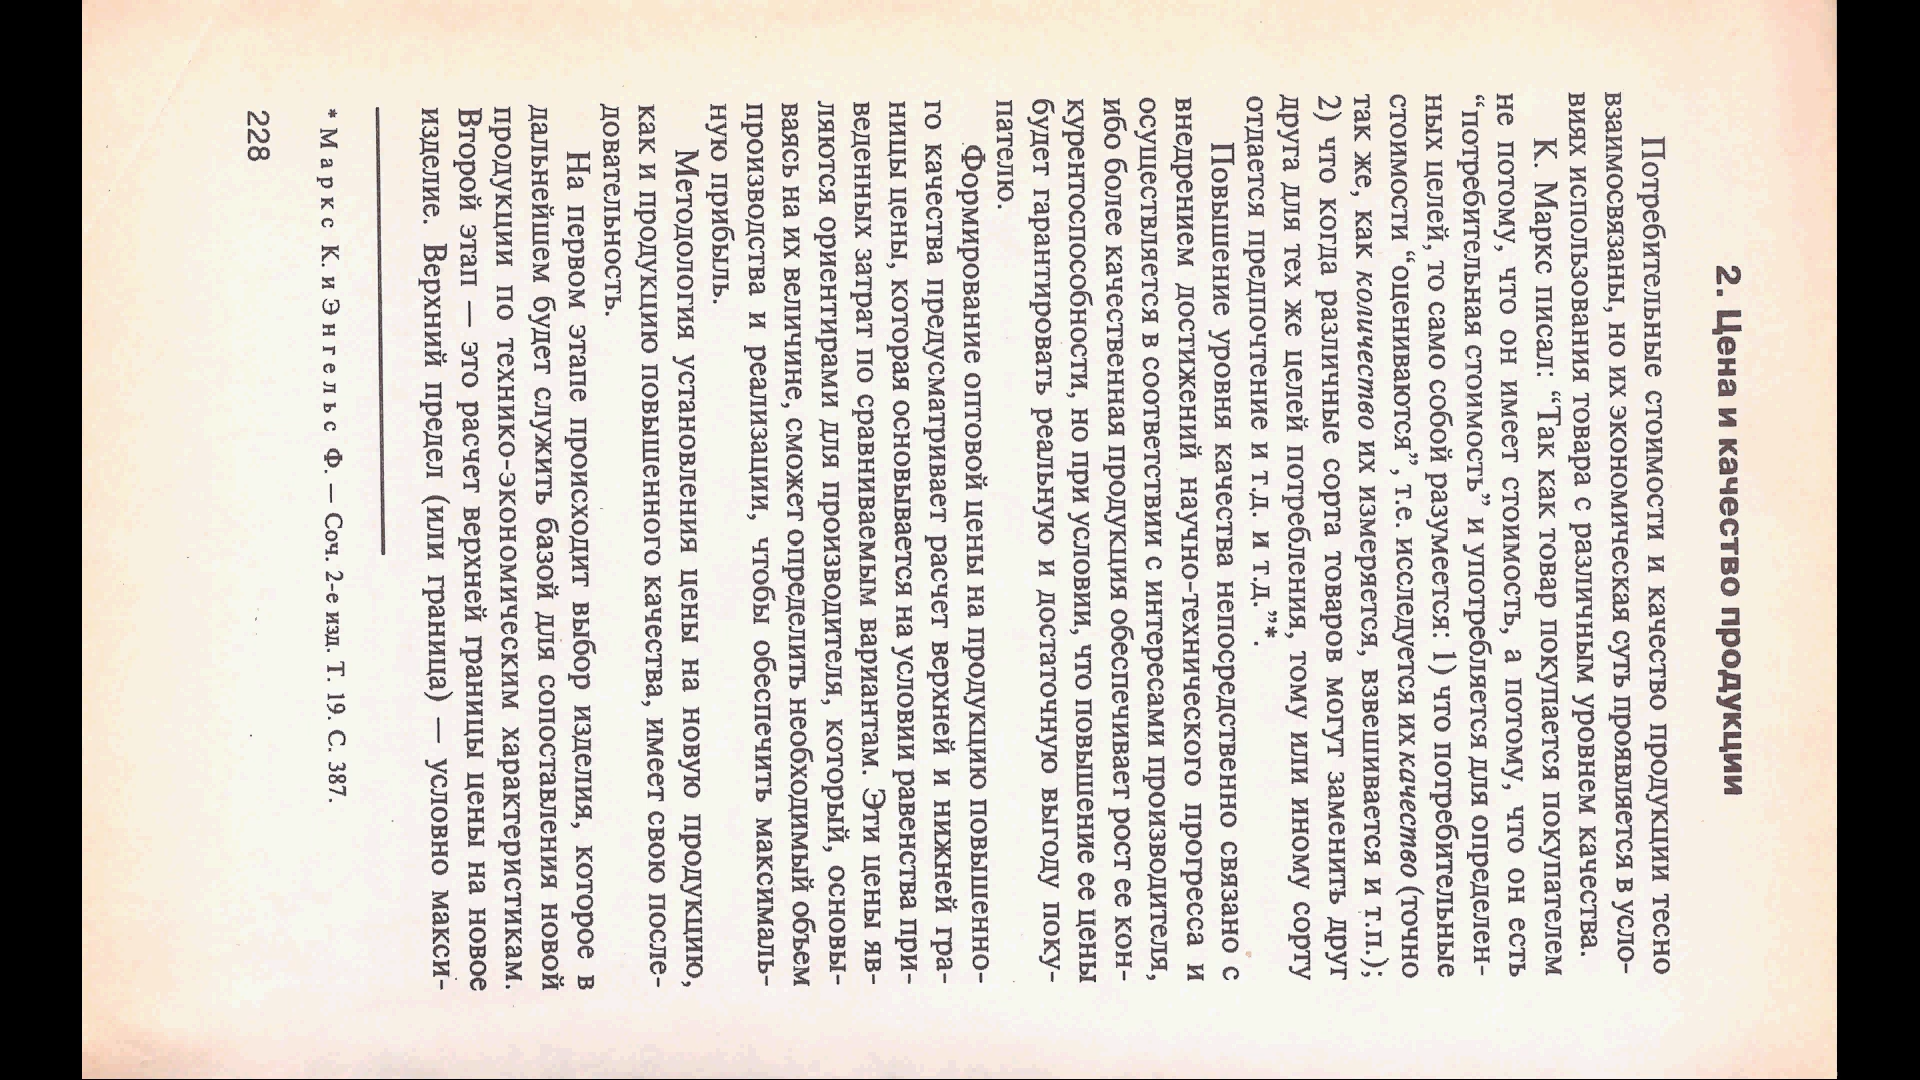 2. Цена и качество продукции
Потребительные стоимости и качество продукции тесно
взаимосвязаны, но их экономическая суть проявляется в усло-
виях использования товара с различным уровнем качества.
К. Маркс писал: “Так как товар покупается покупателем
не потому, что он имеет стоимость, а потому, что он есть
“потребительная стоимость” и употребляется для определен-
ных целей, то само собой разумеется: 1) что потребительные
стоимости “оцениваются”, т.е. исследуется их качество (точно
так же, как количество их измеряется, взвешивается и т.п.);
2) что когда различные сорта товаров могут заменить друг
друга для тех же целей потребления, тому или иному сорту
отдается предпочтение и т.д. и т.д.”*.
Повышение уровня качества непосредственно связано с
внедрением достижений научно-технического прогресса и
осуществляется в соответствии с интересами производителя,
ибо более качественная продукция обеспечивает рост ее кон-
курентоспособности, но при условии, что повышение ее цены
будет гарантировать реальную и достаточную выгоду поку-
пателю.
Формирование оптовой цены на продукцию повышенно-
го качества предусматривает расчет верхней и нижней гра-
ницы цены, которая основывается на условии равенства при-
веденных затрат по сравниваемым вариантам. Эти цены яв-
ляются ориентирами для производителя, который, основы-
ваясь на их величине, сможет определить необходимый объем
производства и реализации, чтобы обеспечить максималь-
ную прибыль.
Методология установления цены на новую продукцию,
как и продукцию повышенного качества, имеет свою после-
довательность.
На первом этапе происходит выбор изделия, которое в
дальнейшем будет служить базой для сопоставления новой
продукции по технико-экономическим характеристикам.
Второй этап — это расчет верхней границы цены на новое
изделие. Верхний предел (или граница) — условно макси-
* Маркс К. и Энгельс Ф. — Соч. 2-е изд. Т. 19. С. 387.
228